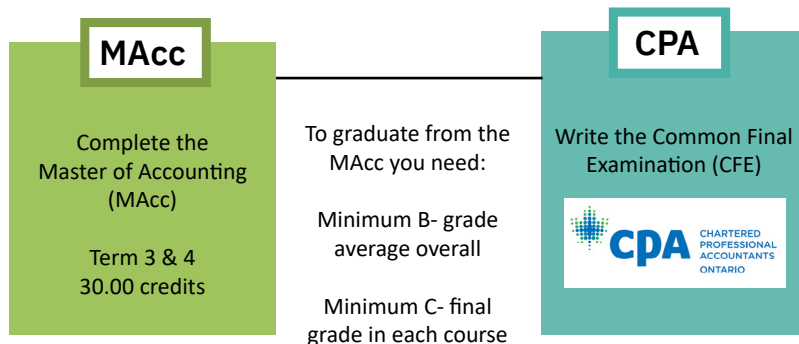 MAcc
Complete the
Master of Accounting
(MAcc)
Term 3 & 4
30.00 credits
To graduate from the
MAcc you need:
Minimum B- grade
average overall
Minimum C- final
grade in each course
CPA
Write the Common Final
Examination (CFE)
CPA
CHARTERED
PROFESSIONAL
ACCOUNTANTS
ONTARIO